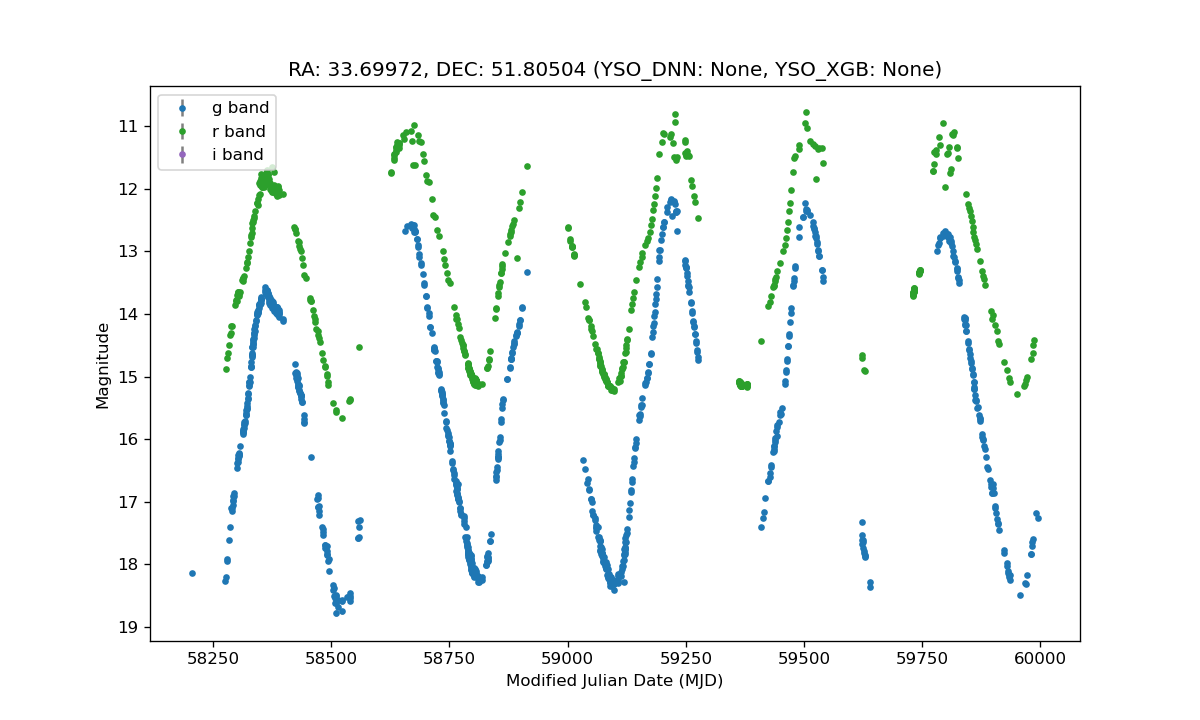 RA: 33.69972, DEC: 51.80504 (YSO_DNN: None, YSO_XGB: None)
g band
r band
i band
11
12
13
14
15
16
17
18
19
Magnitude
58250 58500 58750 59000 59250 59500 59750 60000
Modified Julian Date (MJD)